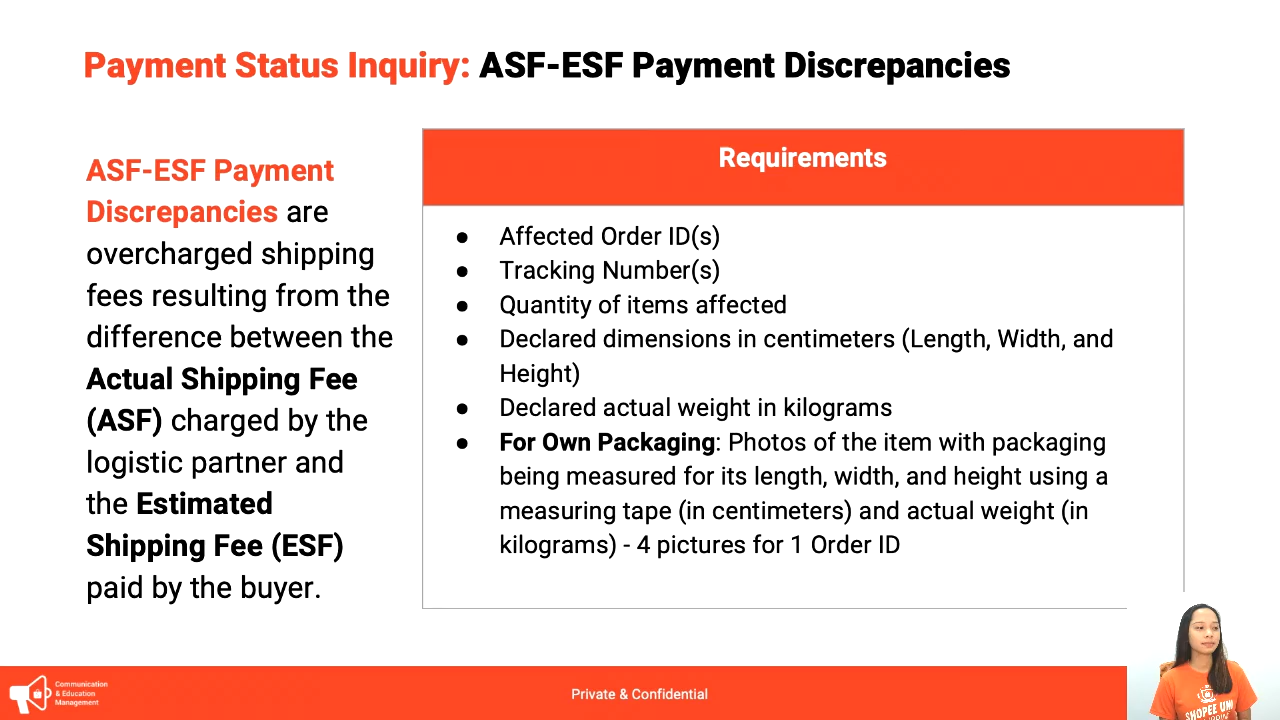 Payment Status Inquiry: ASF-ESF Payment Discrepancies
ASF-ESF Payment
Discrepancies are
overcharged shipping
fees resulting from the
difference between the
Actual Shipping Fee
(ASF) charged by the
logistic partner and
the Estimated
Shipping Fee (ESF)
paid by the buyer.
Requirements
● Affected Order ID(s)
● Tracking Number(s)
● Quantity of items affected
● Declared dimensions in centimeters (Length, Width, and
Height)
● Declared actual weight in kilograms
● For Own Packaging: Photos of the item with packaging
being measured for its length, width, and height using a
measuring tape (in centimeters) and actual weight (in
kilograms) - 4 pictures for 1 Order ID
Communication
& Education
Management
Private & Confidential
SHOPEE UNI